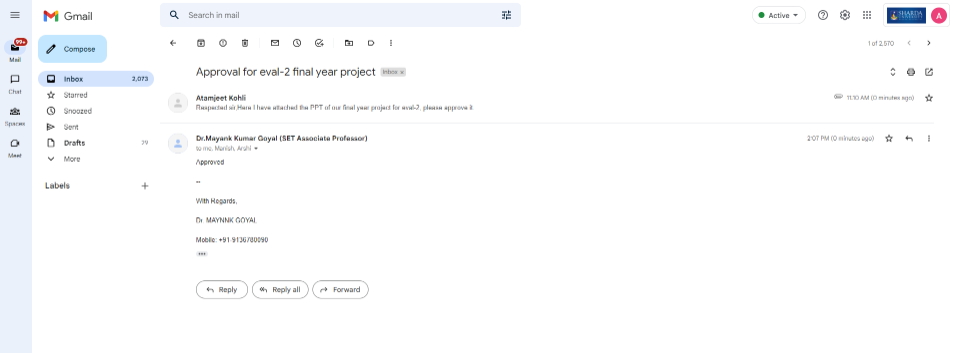 Gmail
Search in mail
Active
SHARDA
A
99+
Mail
Chat
Spaces
Meet
Compose
Inbox 2,073
Starred
Snoozed
Sent
Drafts 29
More
Labels
1 of 2,570
Approval for eval-2 final year project Inbox x
Atamjeet Kohli 11:10 AM (0 minutes ago)
Respected sir,Here I have attached the PPT of our final year project for eval-2, please approve it
Dr.Mayank Kumar Goyal (SET Associate Professor) 2:07 PM (0 minutes ago)
to me, Manish, Arshi
Approved
--
With Regards,
Dr. MAYNNK GOYAL
Mobile: +91-9136780090
Reply
Reply all
Forward